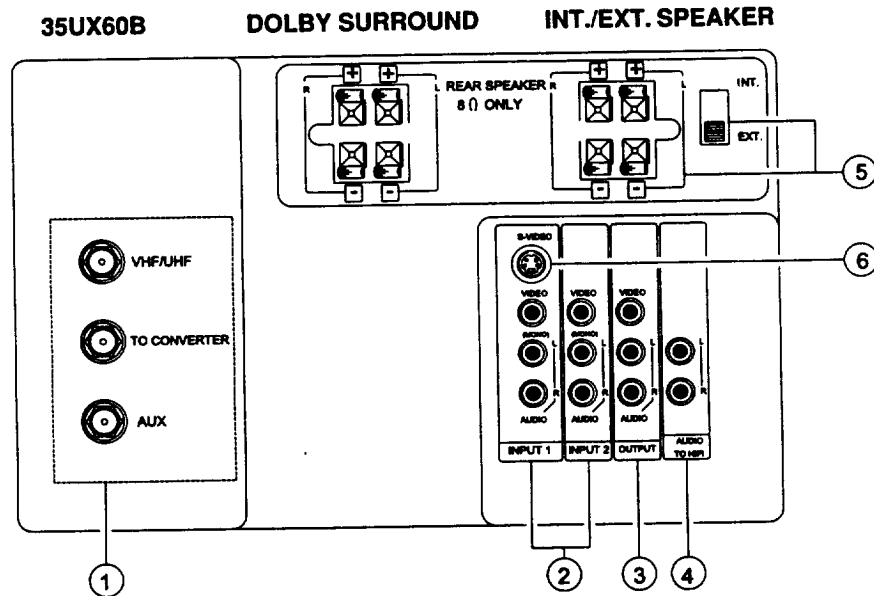 35UX60B DOLBY SURROUND INT./EXT. SPEAKER
+ + + +
R L REAR SPEAKER R L
8 Ω ONLY
INT.
EXT.
- - - -
5
S-VIDEO
6
VHF/UHF
VIDEO VIDEO VIDEO
(MONO) (MONO)
TO CONVERTER
L L L L
R R R R
AUX
AUDIO AUDIO AUDIO
INPUT 1 INPUT 2 OUTPUT AUDIO
TO HIFI
1 2 3 4